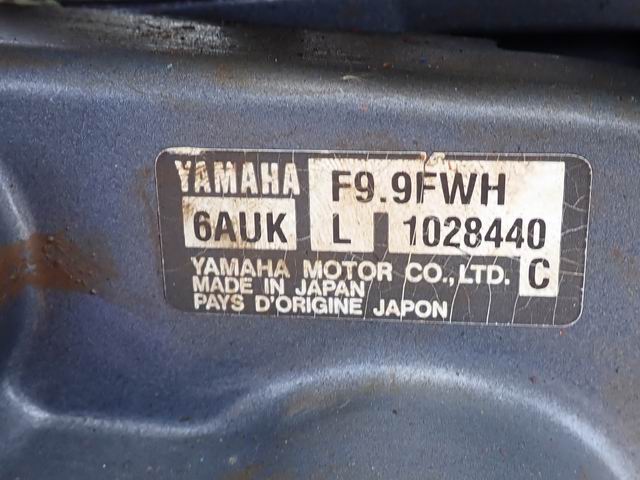 YAMAHA F9.9FWH
6AUK L 1028440
YAMAHA MOTOR CO.,LTD. C
MADE IN JAPAN
PAYS D'ORIGINE JAPON